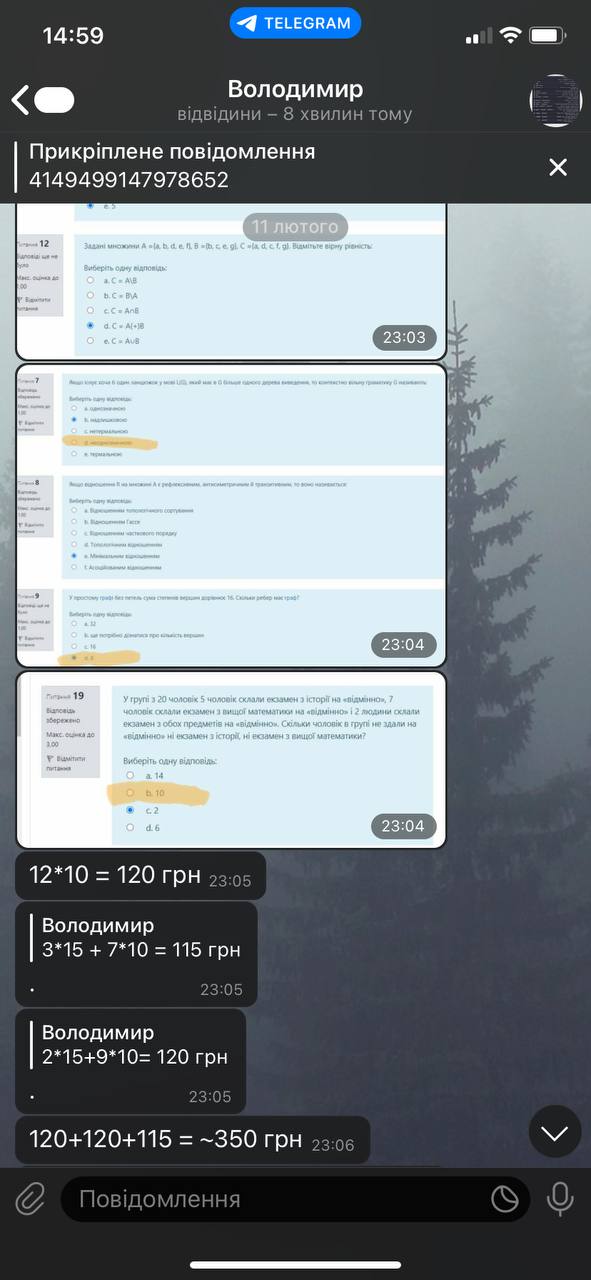 14:59
TELEGRAM
Володимир
відвідини – 8 хвилин тому
Прикріплене повідомлення
4149499147978652
e. 5
11 лютого
Питання 12
Відповіді ще не
було
Макс. оцінка до
1,00
Відмітити
питання
Задані множини A ={a, b, d, e, f}, B ={b, c, e, g}, C ={a, d, c, f, g}. Відмітьте вірну рівність:
Виберіть одну відповідь:
a. C = A\B
b. C = B\A
c. C = A∩B
d. C = A(+)B
e. C = A∪B
23:03
Питання 7
Відповідь
збережено
Макс. оцінка до
1,00
Відмітити
питання
Якщо існує хоча б один ланцюжок у мові L(G), який має в G більше одного дерева виведення, то контекстно вільну граматику G називають:
Виберіть одну відповідь:
a. однозначною
b. надлишковою
c. нетермальною
d. неоднозначною
e. термальною
Питання 8
Відповідь
збережено
Макс. оцінка до
1,00
Відмітити
питання
Якщо відношення R на множині A є рефлексивним, антисиметричним й транзитивним, то воно називається:
Виберіть одну відповідь:
a. Відношенням топологічного сортування
b. Відношенням Гассе
c. Відношенням часткового порядку
d. Топологічним відношенням
e. Мінімальним відношенням
f. Асоційованим відношенням
Питання 9
Відповіді ще не
було
Макс. оцінка до
1,00
Відмітити
питання
У простому графі без петель сума степенів вершин дорівнює 16. Скільки ребер має граф?
Виберіть одну відповідь:
a. 32
b. ще потрібно дізнатися про кількість вершин
c. 16
d. 8
23:04
Питання 19
Відповідь
збережено
Макс. оцінка до
3,00
Відмітити
питання
У групі з 20 чоловік 5 чоловік склали екзамен з історії на «відмінно», 7
чоловік склали екзамен з вищої математики на «відмінно» і 2 людини склали
екзамен з обох предметів на «відмінно». Скільки чоловік в групі не здали на
«відмінно» ні екзамен з історії, ні екзамен з вищої математики?
Виберіть одну відповідь:
a. 14
b. 10
c. 2
d. 6
23:04
12*10 = 120 грн 23:05
Володимир
3*15 + 7*10 = 115 грн
.
23:05
Володимир
2*15+9*10= 120 грн
.
23:05
120+120+115 = ~350 грн 23:06
Повідомлення